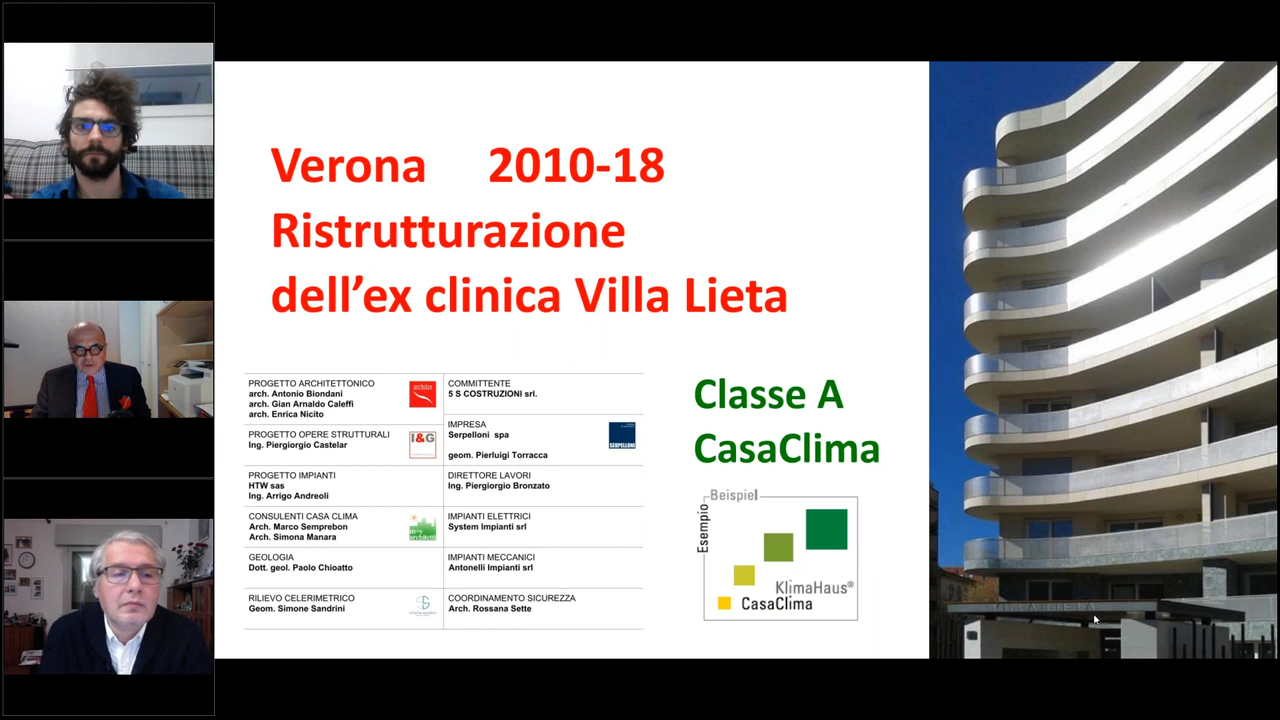 Verona 2010-18
Ristrutturazione
dell’ex clinica Villa Lieta
PROGETTO ARCHITETTONICO
arch. Antonio Biondani
arch. Gian Arnaldo Caleffi
arch. Enrica Nicito
architer
PROGETTO OPERE STRUTTURALI
Ing. Piergiorgio Castelar
I&G
PROGETTO IMPIANTI
HTW sas
Ing. Arrigo Andreoli
CONSULENTI CASA CLIMA
Arch. Marco Semprebon
Arch. Simona Manara
GEOLOGIA
Dott. geol. Paolo Chioatto
RILIEVO CELERIMETRICO
Geom. Simone Sandrini
COMMITTENTE
5 S COSTRUZIONI srl.
IMPRESA
Serpelloni spa
geom. Pierluigi Torracca
SERPELLONI
DIRETTORE LAVORI
Ing. Piergiorgio Bronzato
IMPIANTI ELETTRICI
System Impianti srl
IMPIANTI MECCANICI
Antonelli Impianti srl
COORDINAMENTO SICUREZZA
Arch. Rossana Sette
Classe A
CasaClima
Beispiel
Esempio
KlimaHaus®
CasaClima
VILLA LIETA